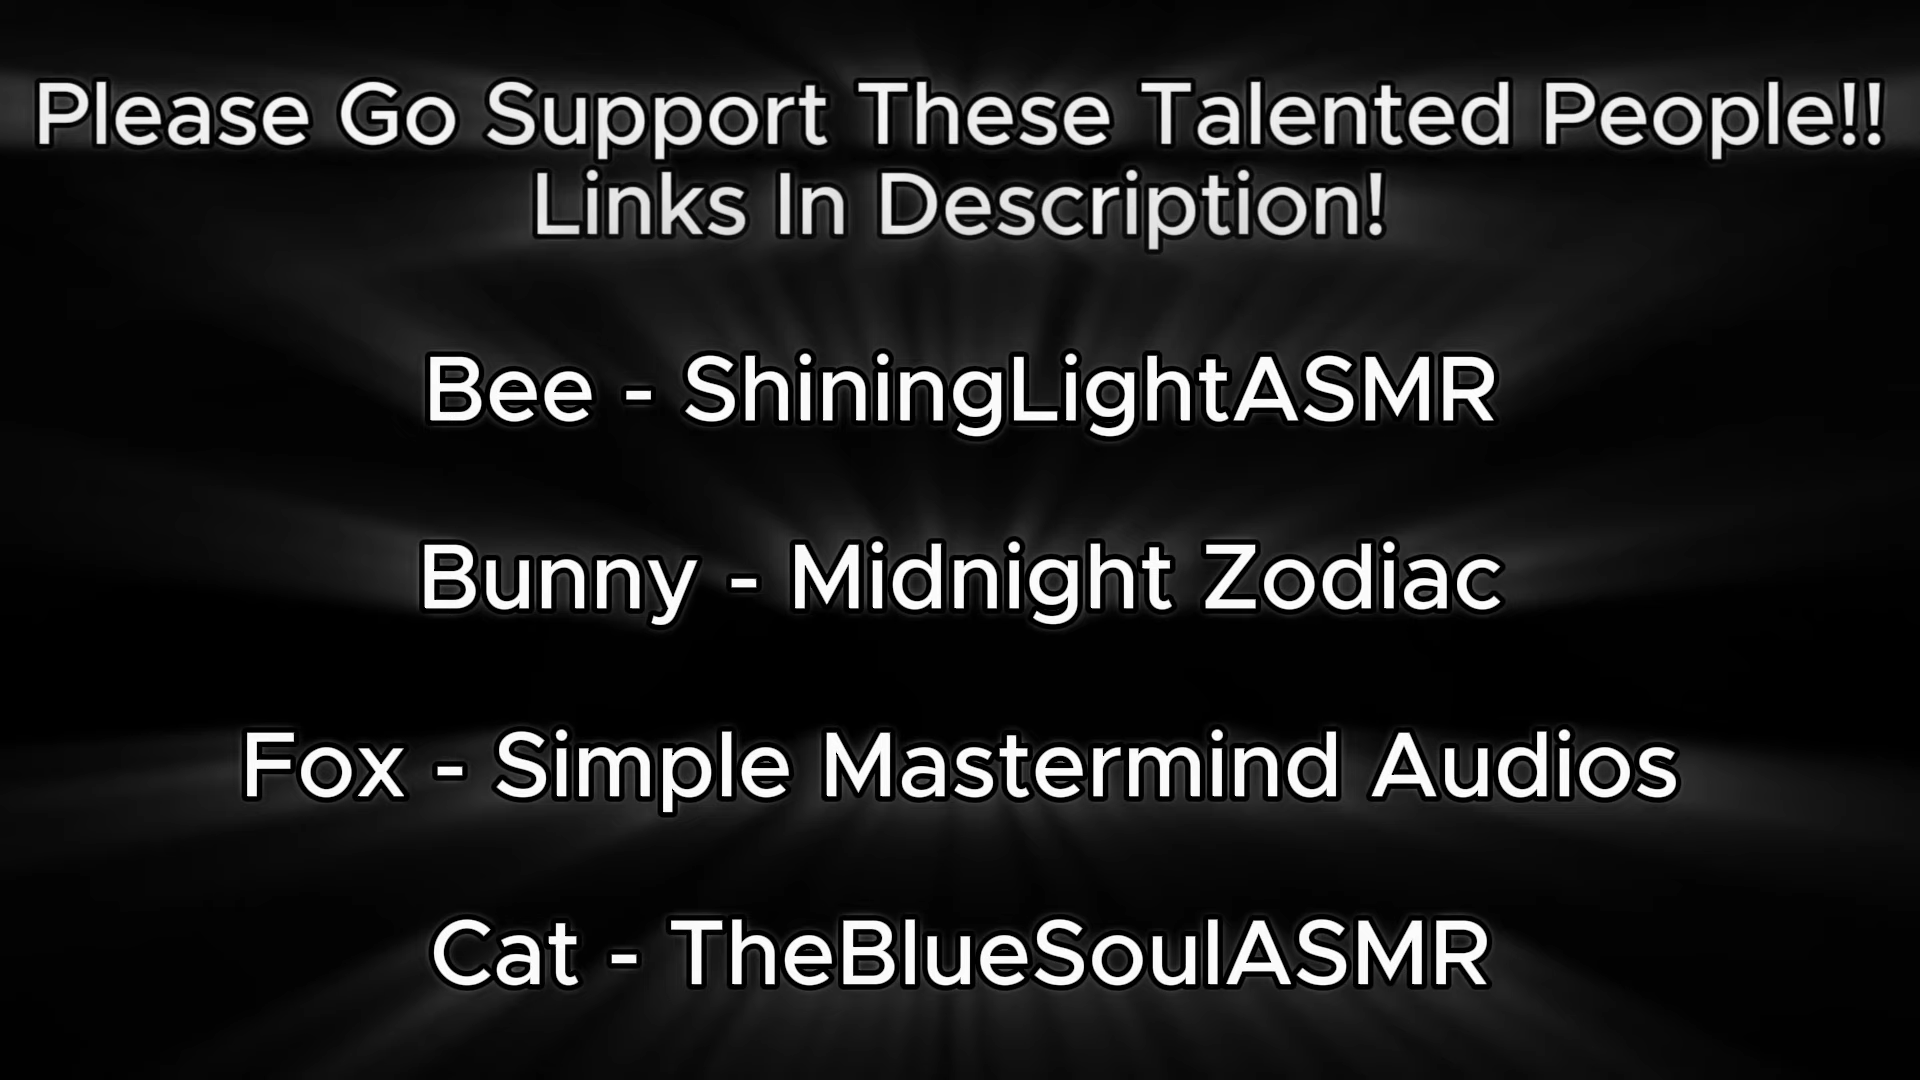 Please Go Support These Talented People!!
Links In Description!
Bee - ShiningLightASMR
Bunny - Midnight Zodiac
Fox - Simple Mastermind Audios
Cat - TheBlueSoulASMR